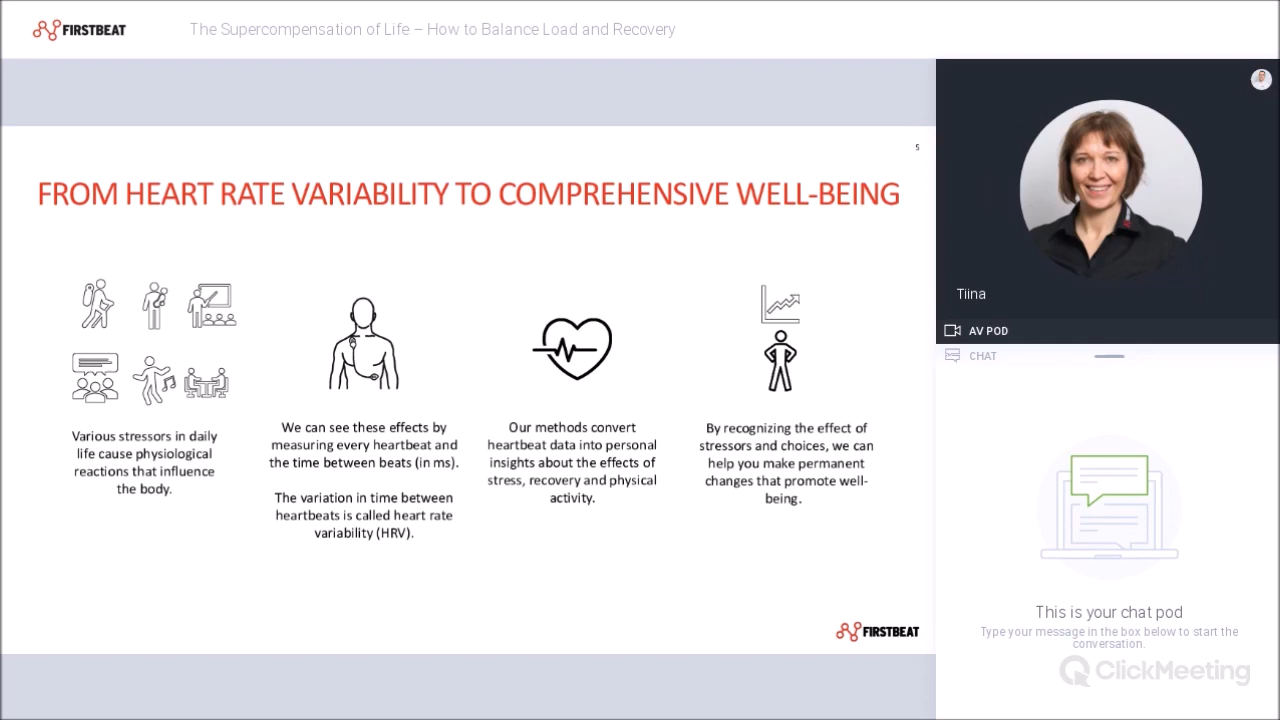 FIRSTBEAT
The Supercompensation of Life – How to Balance Load and Recovery
5
FROM HEART RATE VARIABILITY TO COMPREHENSIVE WELL-BEING
Various stressors in daily
life cause physiological
reactions that influence
the body.
We can see these effects by
measuring every heartbeat and
the time between beats (in ms).
The variation in time between
heartbeats is called heart rate
variability (HRV).
Our methods convert
heartbeat data into personal
insights about the effects of
stress, recovery and physical
activity.
By recognizing the effect of
stressors and choices, we can
help you make permanent
changes that promote well-
being.
FIRSTBEAT
Tiina
AV POD
CHAT
This is your chat pod
Type your message in the box below to start the
conversation.
ClickMeeting